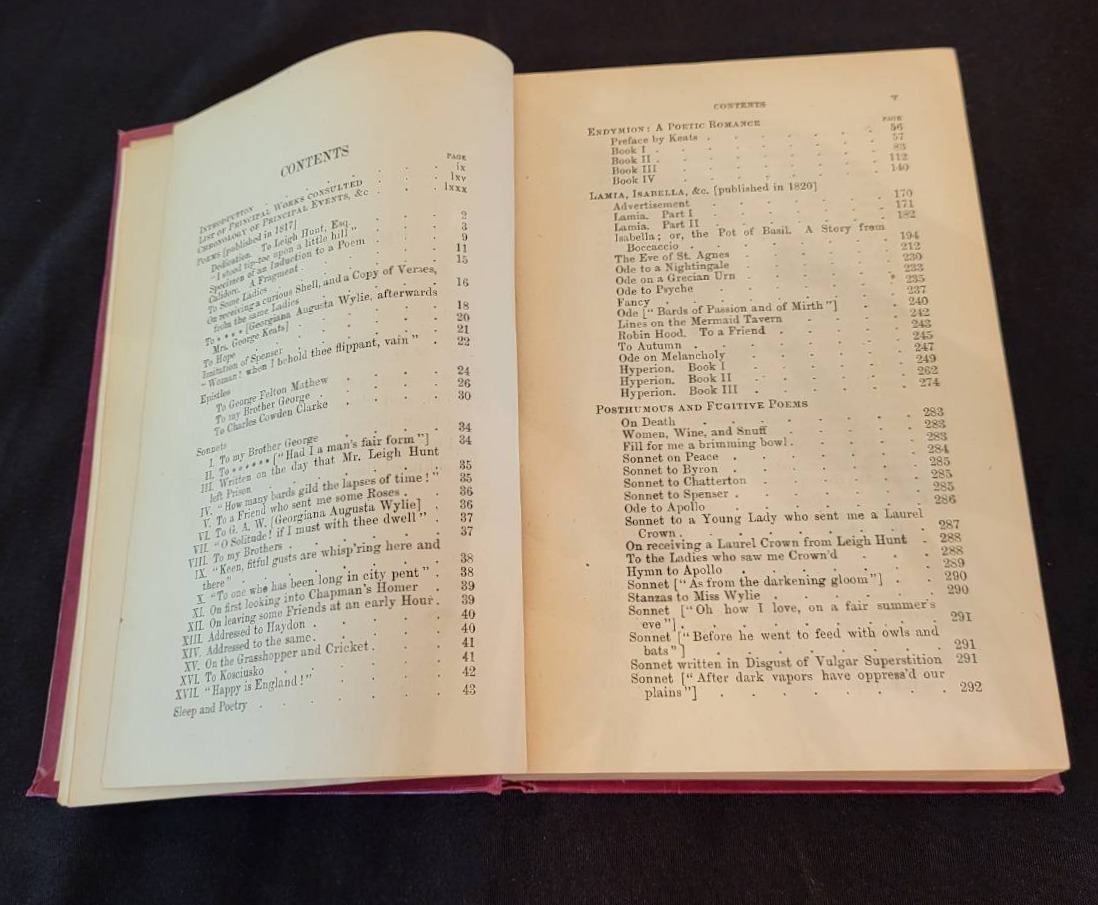 CONTENTS
PAGE
INTRODUCTION . . . ix
LIST OF PRINCIPAL WORKS CONSULTED . . . lxv
CHRONOLOGY OF PRINCIPAL EVENTS, &c . . . lxxx
POEMS [published in 1817]
Dedication. To Leigh Hunt, Esq. . . . 2
"I stood tip-toe upon a little hill" . . . 3
Specimen of an Induction to a Poem . . . 9
Calidore. A Fragment . . . 11
To Some Ladies . . . 15
On receiving a curious Shell, and a Copy of Verses,
from the same Ladies . . . 16
To * * * * [Georgiana Augusta Wylie, afterwards
Mrs. George Keats] . . . 18
To Hope . . . 20
Imitation of Spenser . . . 21
"Woman! when I behold thee flippant, vain" . 22
Epistles
To George Felton Mathew . . . 24
To my Brother George . . . 26
To Charles Cowden Clarke . . . 30
Sonnets
I. To my Brother George . . . 34
II. To * * * * * * ["Had I a man's fair form"] 34
III. Written on the day that Mr. Leigh Hunt
left Prison . . . 35
IV. "How many bards gild the lapses of time!" 35
V. To a Friend who sent me some Roses . . 36
VI. To G. A. W. [Georgiana Augusta Wylie] . 36
VII. "O Solitude! if I must with thee dwell" . 37
VIII. To my Brothers . . . 37
IX. "Keen, fitful gusts are whisp'ring here and
there" . . . 38
X. "To one who has been long in city pent" . 38
XI. On first looking into Chapman's Homer . 39
XII. On leaving some Friends at an early Hour . 39
XIII. Addressed to Haydon . . . 40
XIV. Addressed to the same . . . 40
XV. On the Grasshopper and Cricket . . . 41
XVI. To Kosciusko . . . 41
XVII. "Happy is England!" . . . 42
Sleep and Poetry . . . 43
CONTENTS v
PAGE
ENDYMION: A POETIC ROMANCE
Preface by Keats . . . 56
Book I . . . 57
Book II . . . 83
Book III . . . 112
Book IV . . . 140
LAMIA, ISABELLA, &c. [published in 1820]
Advertisement . . . 170
Lamia. Part I . . . 171
Lamia. Part II . . . 182
Isabella; or, the Pot of Basil. A Story from
Boccaccio . . . 194
The Eve of St. Agnes . . . 212
Ode to a Nightingale . . . 230
Ode on a Grecian Urn . . . 233
Ode to Psyche . . . 235
Fancy . . . 237
Ode ["Bards of Passion and of Mirth"] . . 240
Lines on the Mermaid Tavern . . . 242
Robin Hood. To a Friend . . . 243
To Autumn . . . 245
Ode on Melancholy . . . 247
Hyperion. Book I . . . 249
Hyperion. Book II . . . 262
Hyperion. Book III . . . 274
POSTHUMOUS AND FUGITIVE POEMS
On Death . . . 283
Women, Wine, and Snuff . . . 283
Fill for me a brimming bowl . . . 283
Sonnet on Peace . . . 284
Sonnet to Byron . . . 285
Sonnet to Chatterton . . . 285
Sonnet to Spenser . . . 285
Ode to Apollo . . . 286
Sonnet to a Young Lady who sent me a Laurel
Crown . . . 287
On receiving a Laurel Crown from Leigh Hunt . 288
To the Ladies who saw me Crown'd . . . 288
Hymn to Apollo . . . 289
Sonnet ["As from the darkening gloom"] . . 290
Stanzas to Miss Wylie . . . 290
Sonnet ["Oh how I love, on a fair summer's
eve"] . . . 291
Sonnet ["Before he went to feed with owls and
bats"] . . . 291
Sonnet written in Disgust of Vulgar Superstition 291
Sonnet ["After dark vapors have oppress'd our
plains"] . . . 292